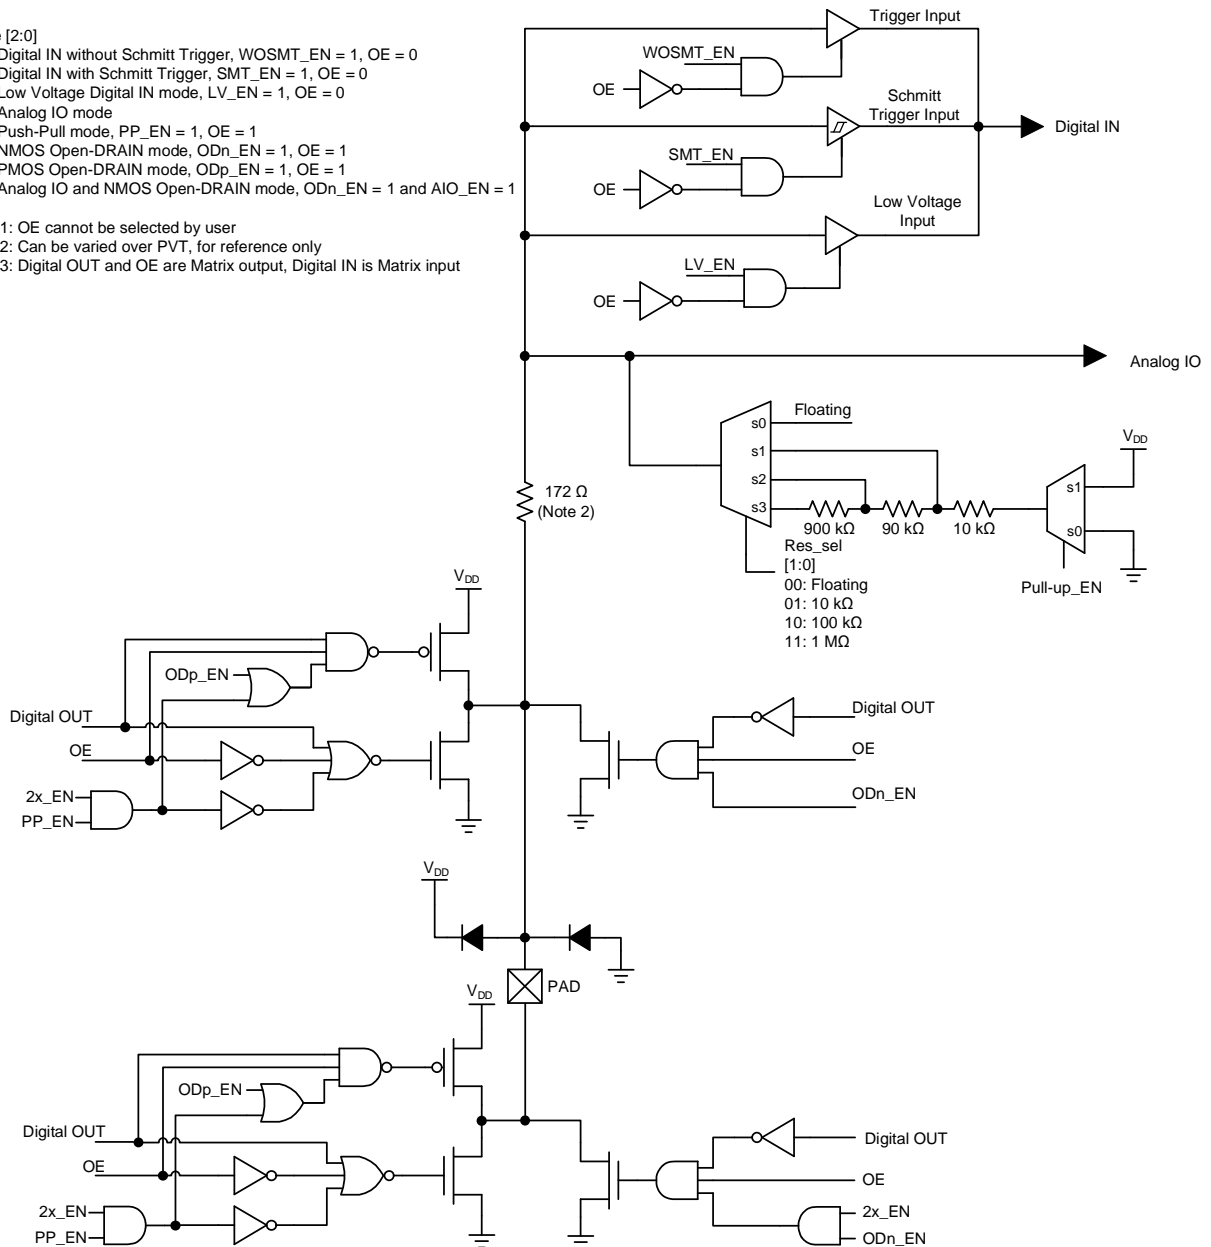 [2:0]
Digital IN without Schmitt Trigger, WOSMT_EN = 1, OE = 0
Digital IN with Schmitt Trigger, SMT_EN = 1, OE = 0
Low Voltage Digital IN mode, LV_EN = 1, OE = 0
Analog IO mode
Push-Pull mode, PP_EN = 1, OE = 1
NMOS Open-DRAIN mode, ODn_EN = 1, OE = 1
PMOS Open-DRAIN mode, ODp_EN = 1, OE = 1
Analog IO and NMOS Open-DRAIN mode, ODn_EN = 1 and AIO_EN = 1
1: OE cannot be selected by user
2: Can be varied over PVT, for reference only
3: Digital OUT and OE are Matrix output, Digital IN is Matrix input
Trigger Input
WOSMT_EN
OE
Schmitt
Trigger Input
Digital IN
SMT_EN
OE
Low Voltage
Input
LV_EN
OE
Analog IO
Floating
s0
s1
s2
s3
900 kΩ
90 kΩ
10 kΩ
VDD
s1
s0
Pull-up_EN
Res_sel
[1:0]
00: Floating
01: 10 kΩ
10: 100 kΩ
11: 1 MΩ
172 Ω
(Note 2)
VDD
ODp_EN
Digital OUT
OE
2x_EN
PP_EN
Digital OUT
OE
ODn_EN
VDD
PAD
VDD
ODp_EN
Digital OUT
OE
2x_EN
PP_EN
Digital OUT
OE
2x_EN
ODn_EN